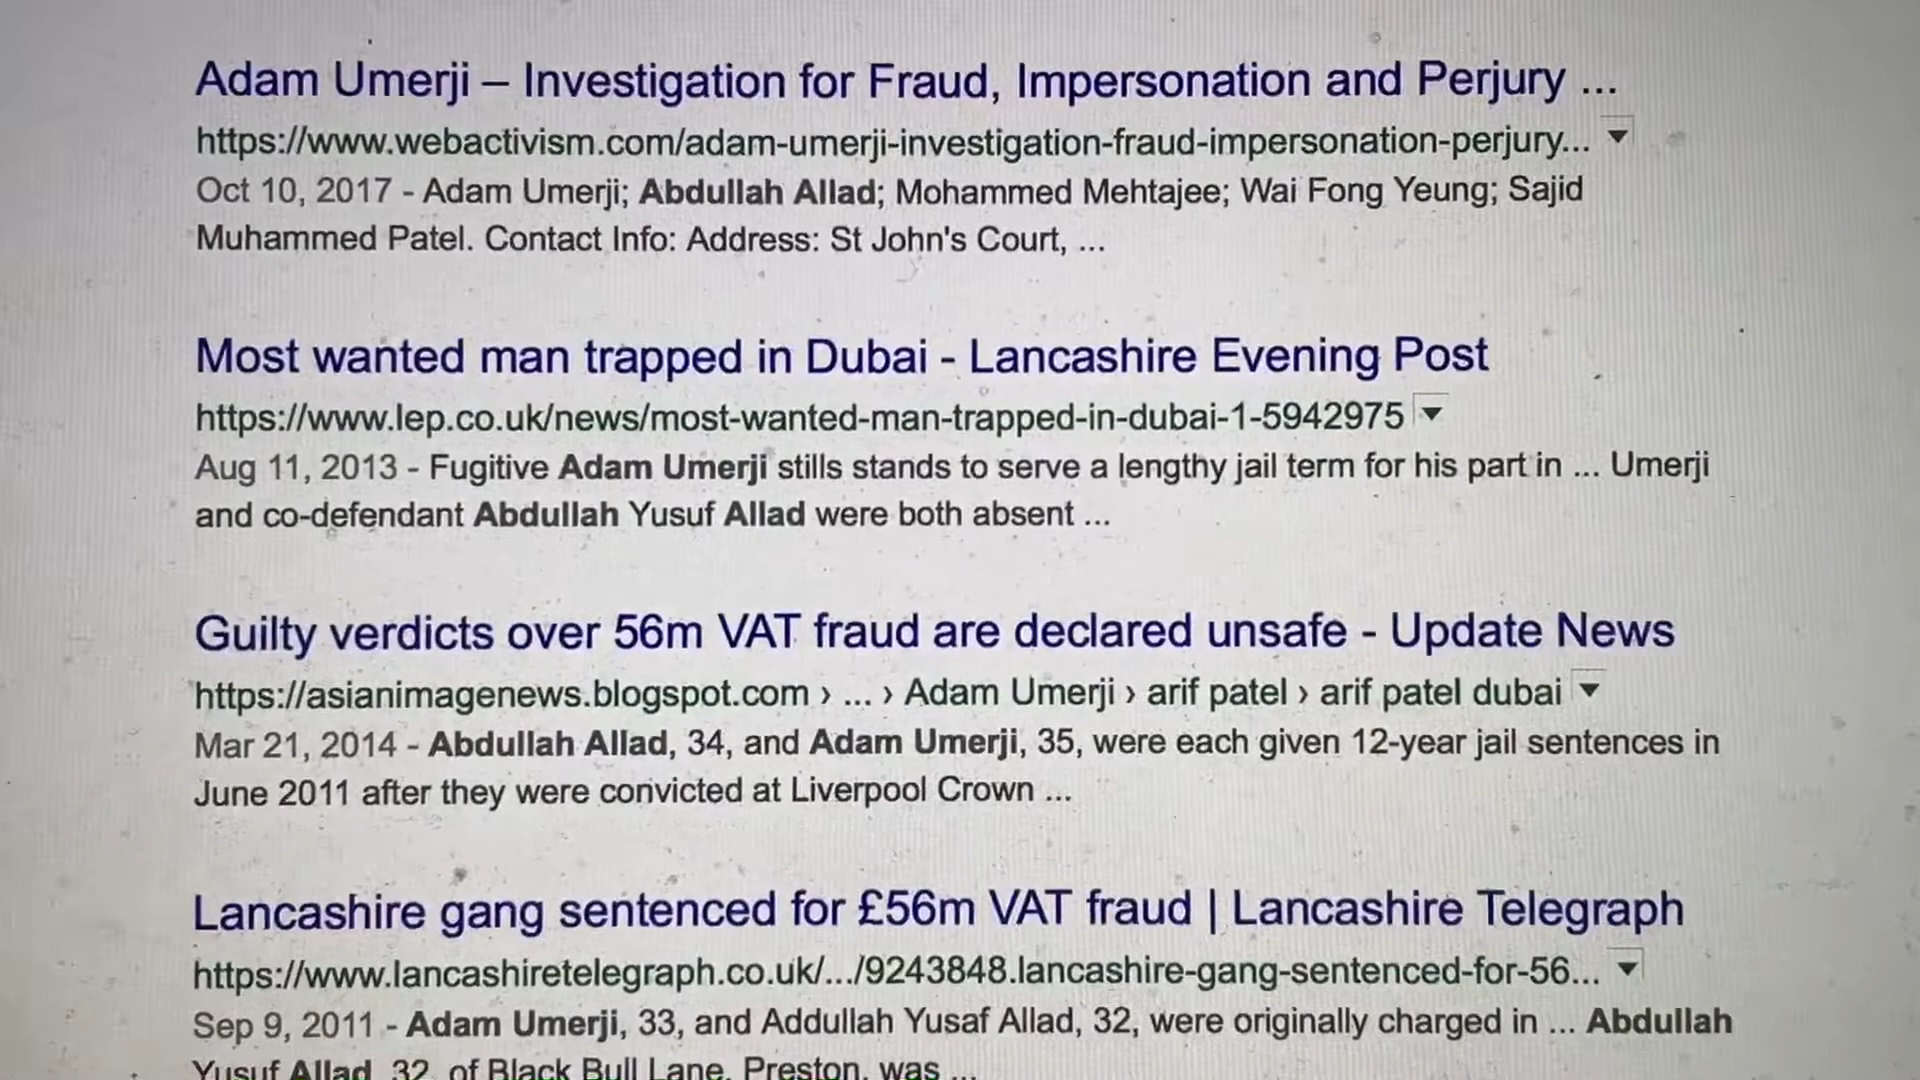 Adam Umerji – Investigation for Fraud, Impersonation and Perjury ...
https://www.webactivism.com/adam-umerji-investigation-fraud-impersonation-perjury...
Oct 10, 2017 - Adam Umerji; Abdullah Allad; Mohammed Mehtajee; Wai Fong Yeung; Sajid
Muhammed Patel. Contact Info: Address: St John's Court, ...
Most wanted man trapped in Dubai - Lancashire Evening Post
https://www.lep.co.uk/news/most-wanted-man-trapped-in-dubai-1-5942975
Aug 11, 2013 - Fugitive Adam Umerji stills stands to serve a lengthy jail term for his part in ... Umerji
and co-defendant Abdullah Yusuf Allad were both absent ...
Guilty verdicts over 56m VAT fraud are declared unsafe - Update News
https://asianimagenews.blogspot.com › ... › Adam Umerji › arif patel › arif patel dubai
Mar 21, 2014 - Abdullah Allad, 34, and Adam Umerji, 35, were each given 12-year jail sentences in
June 2011 after they were convicted at Liverpool Crown ...
Lancashire gang sentenced for £56m VAT fraud | Lancashire Telegraph
https://www.lancashiretelegraph.co.uk/.../9243848.lancashire-gang-sentenced-for-56...
Sep 9, 2011 - Adam Umerji, 33, and Addullah Yusaf Allad, 32, were originally charged in ... Abdullah
Yusuf Allad, 32, of Black Bull Lane, Preston, was ...